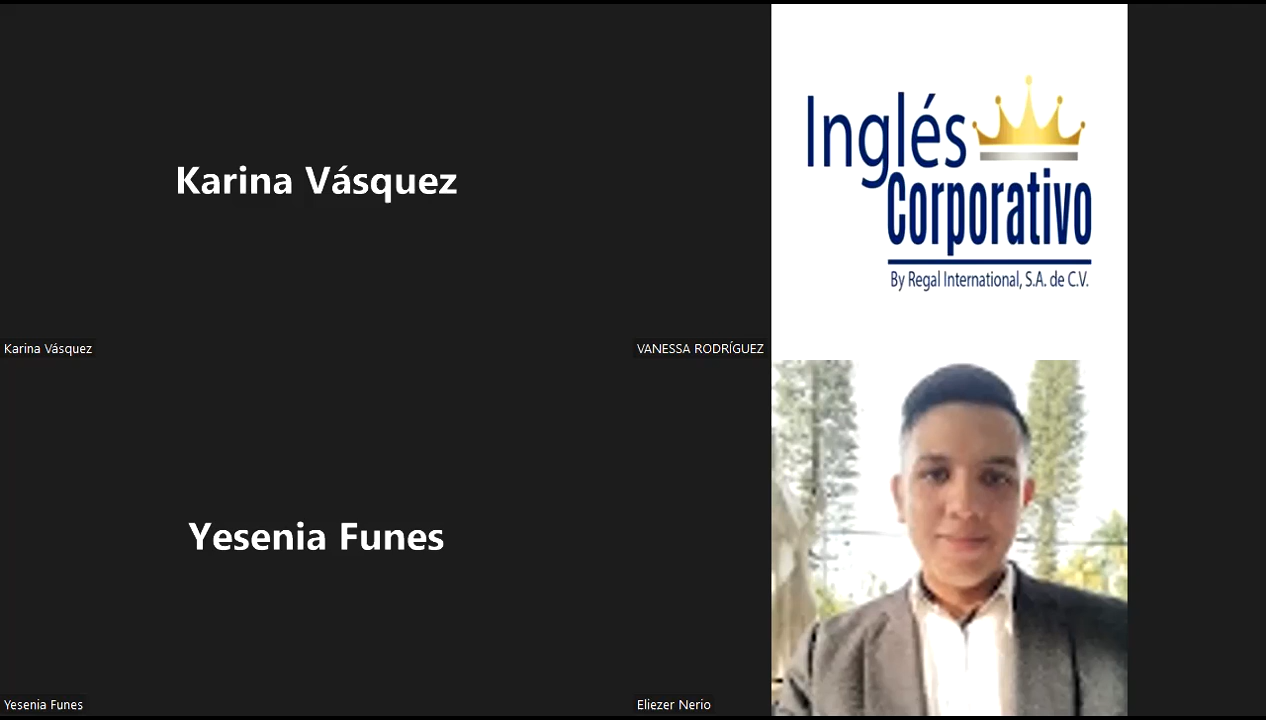 Karina Vásquez
Inglés
Corporativo
By Regal International, S.A. de C.V.
Karina Vásquez
VANESSA RODRÍGUEZ
Yesenia Funes
Yesenia Funes
Eliezer Nerio